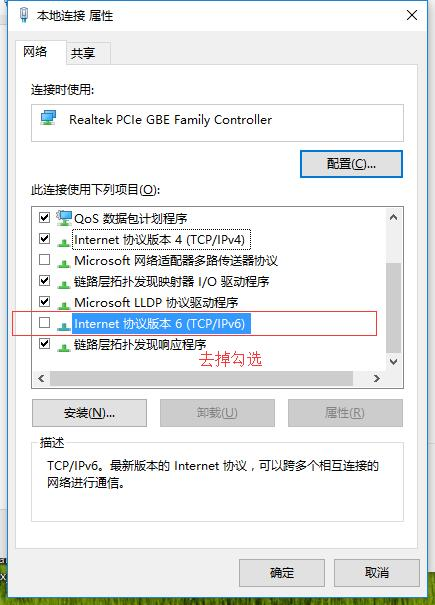 本地连接 属性
网络 共享
连接时使用:
Realtek PCIe GBE Family Controller
配置(C)...
此连接使用下列项目(O):
QoS 数据包计划程序
Internet 协议版本 4 (TCP/IPv4)
Microsoft 网络适配器多路传送器协议
链路层拓扑发现映射器 I/O 驱动程序
Microsoft LLDP 协议驱动程序
Internet 协议版本 6 (TCP/IPv6)
链路层拓扑发现响应程序
去掉勾选
安装(N)... 卸载(U) 属性(R)
描述
TCP/IPv6。最新版本的 Internet 协议，可以跨多个相互连接的
网络进行通信。
确定 取消